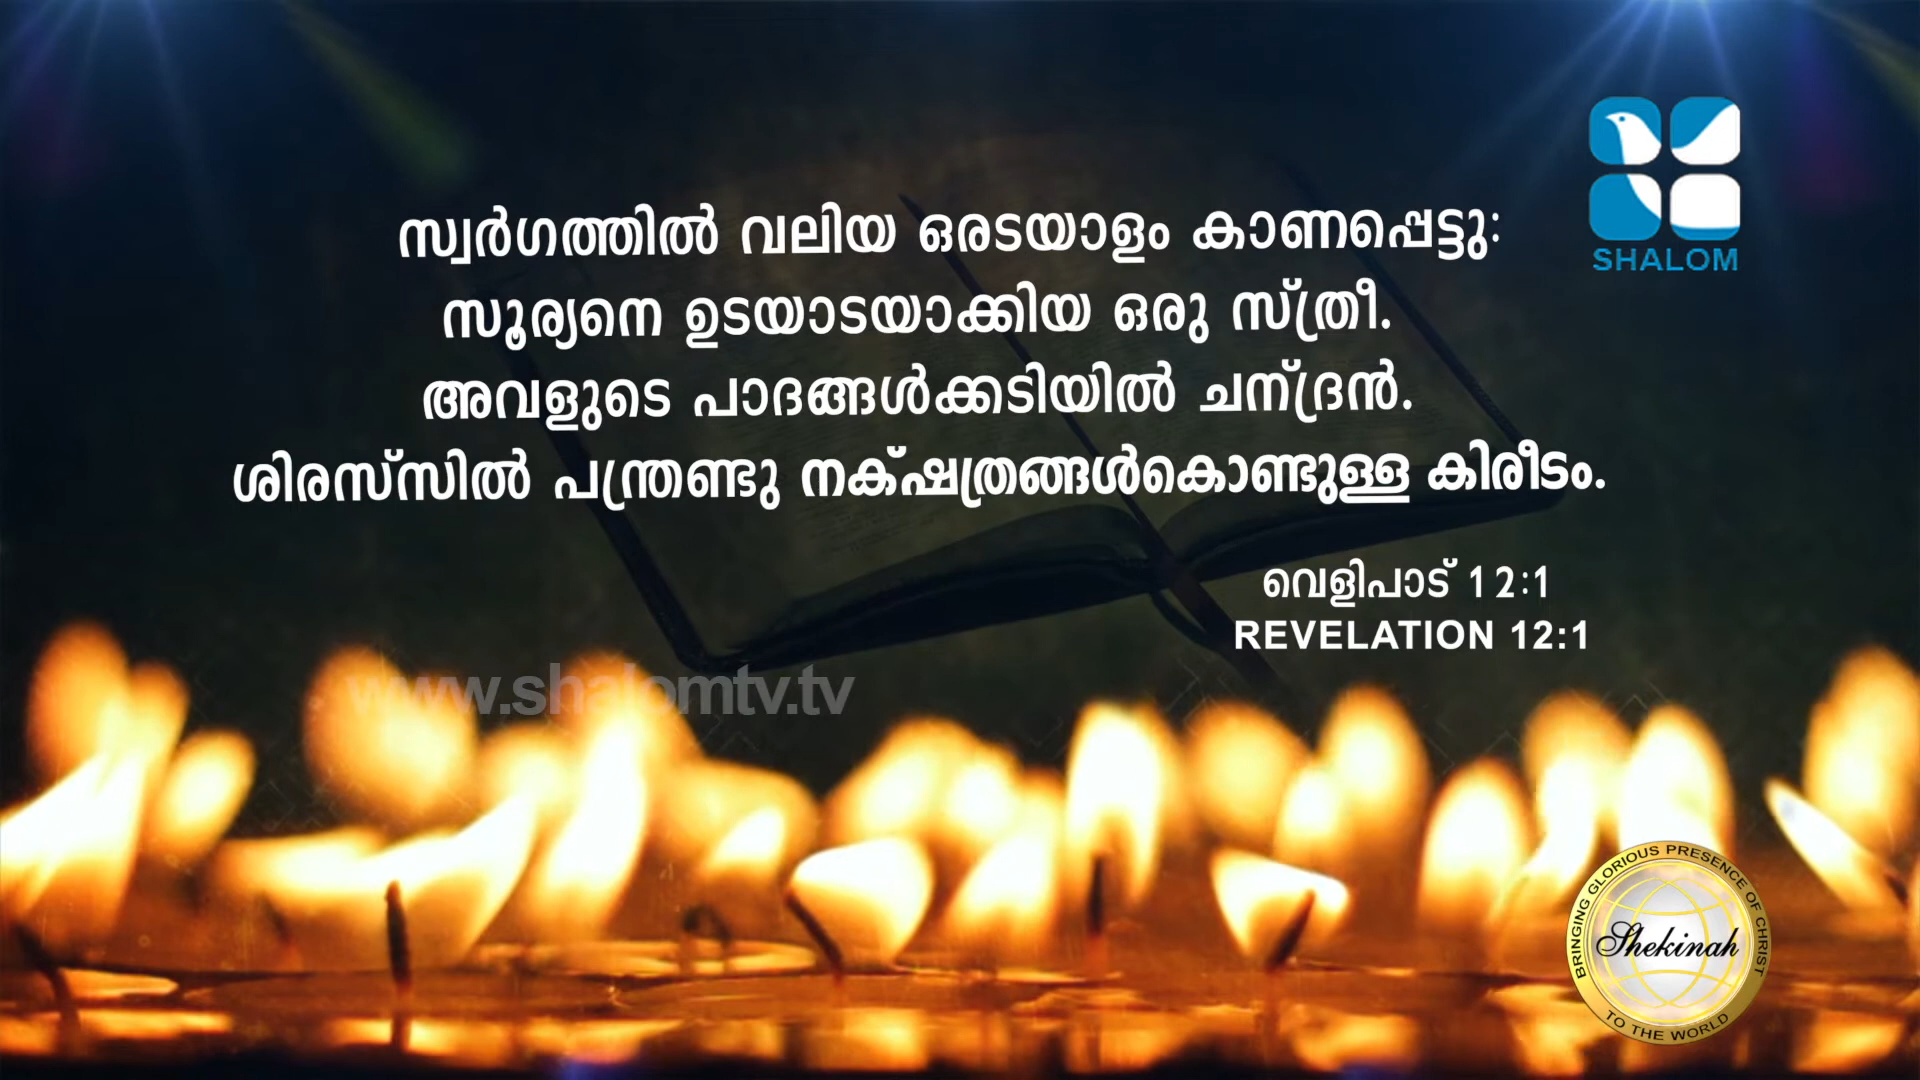 SHALOM
സ്വർഗത്തിൽ വലിയ ഒരടയാളം കാണപ്പെട്ടു:
സൂര്യനെ ഉടയാടയാക്കിയ ഒരു സ്ത്രീ.
അവളുടെ പാദങ്ങൾക്കടിയിൽ ചന്ദ്രൻ.
ശിരസ്സിൽ പന്ത്രണ്ടു നക്ഷത്രങ്ങൾകൊണ്ടുള്ള കിരീടം.
വെളിപാട് 12:1
REVELATION 12:1
www.shalomtv.tv
BRINGING GLORIOUS PRESENCE OF CHRIST
Shekinah
TO THE WORLD